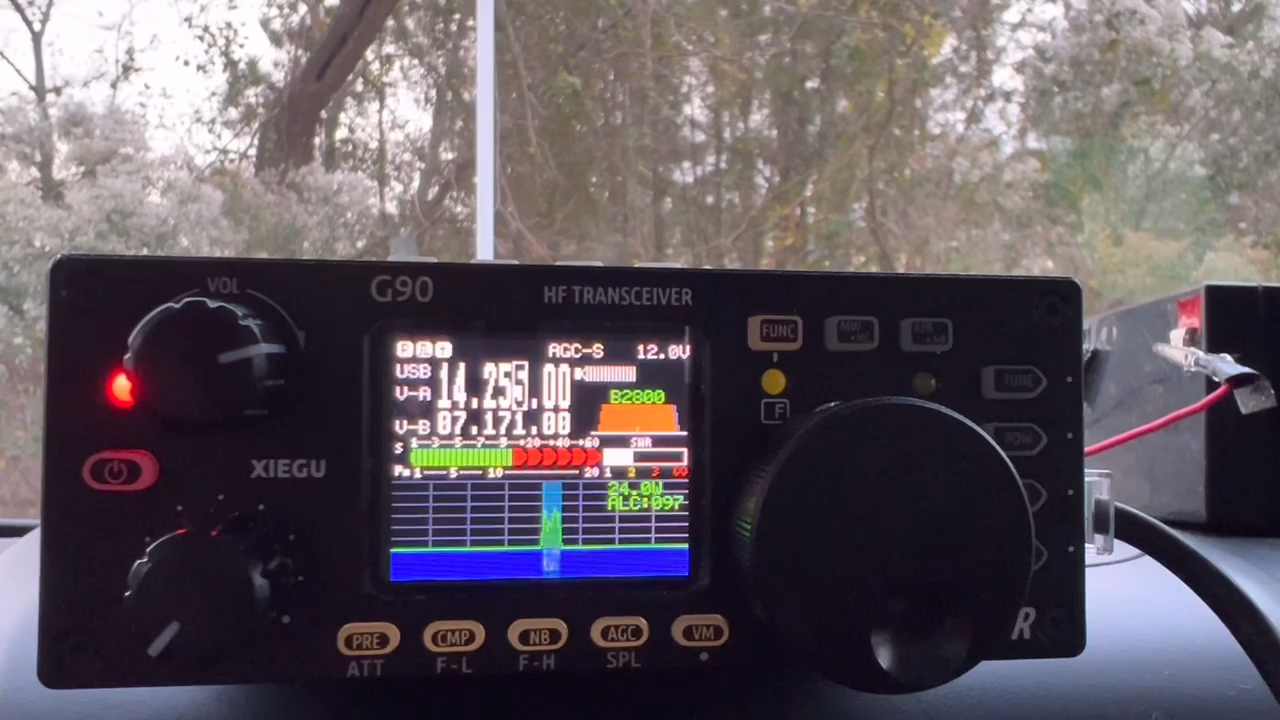 VOL
G90
HF TRANSCEIVER
AGC-S 12.0V
USB
V-A 14.255.00
B2800
V-B 07.171.00
S 1-3-5-7-9-+20-+40-+60 SWR
1-5-10-20 1 2 3 ∞
24.0W
ALC:097
FUNC
F
TUNE
POW
XIEGU
PRE CMP NB AGC VM
ATT F-L F-H SPL
R